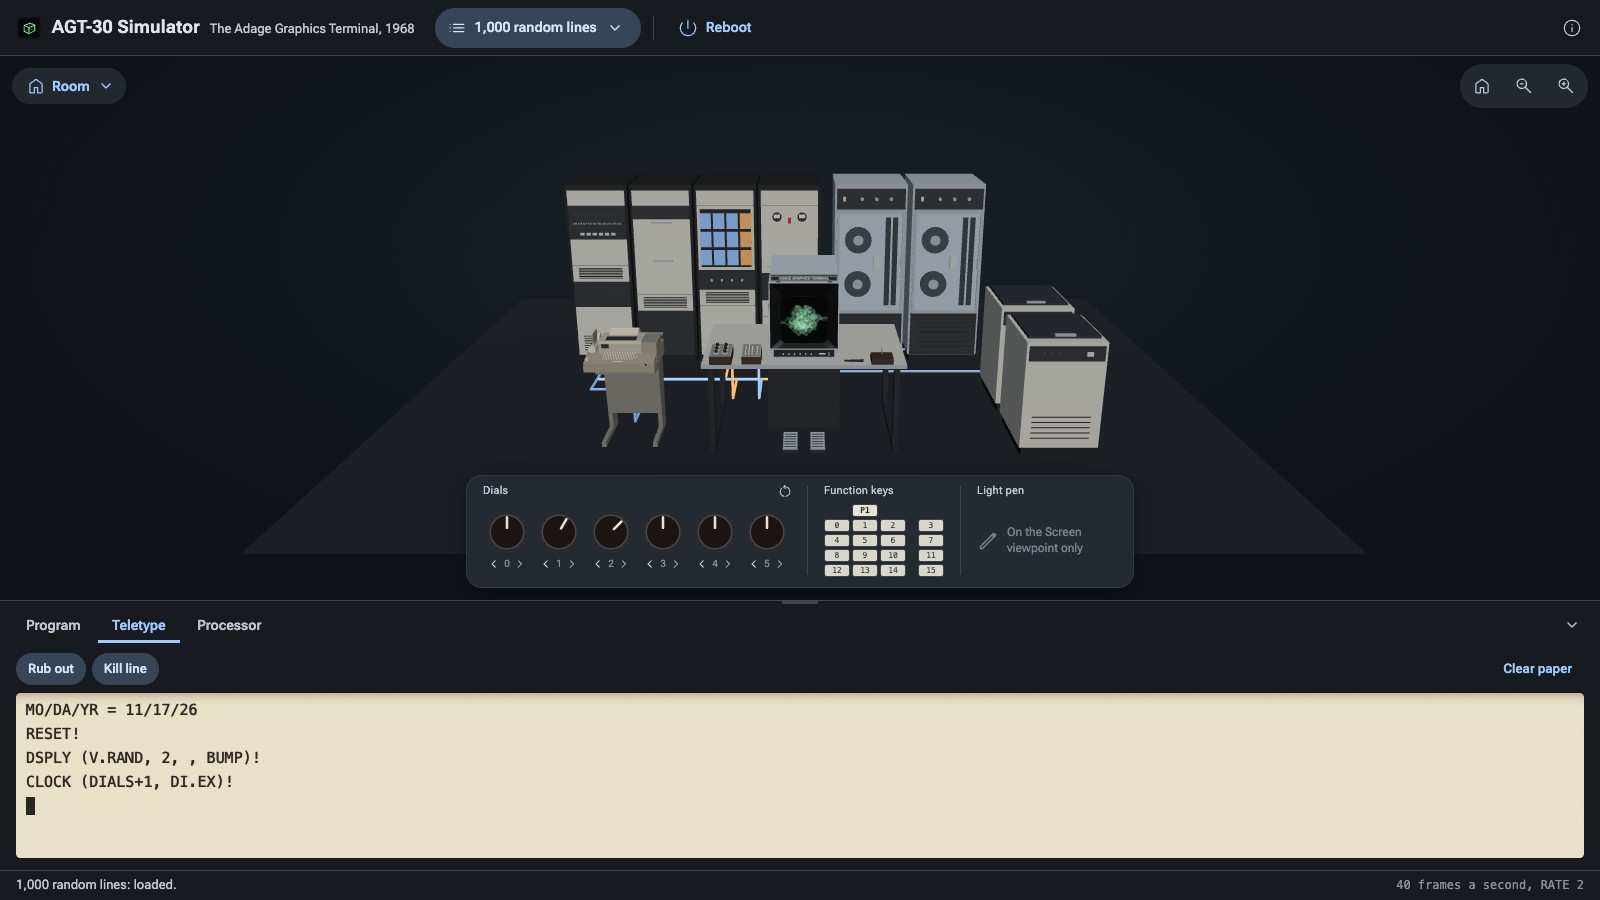 AGT-30 Simulator The Adage Graphics Terminal, 1968 1,000 random lines Reboot
Room
ADAGE GRAPHICS TERMINAL
Dials Function keys Light pen
P1
0 1 2 3
4 5 6 7
8 9 10 11
12 13 14 15
On the Screen
viewpoint only
0 1 2 3 4 5
Program Teletype Processor
Rub out Kill line Clear paper
MO/DA/YR = 11/17/26
RESET!
DSPLY (V.RAND, 2, , BUMP)!
CLOCK (DIALS+1, DI.EX)!
1,000 random lines: loaded. 40 frames a second, RATE 2